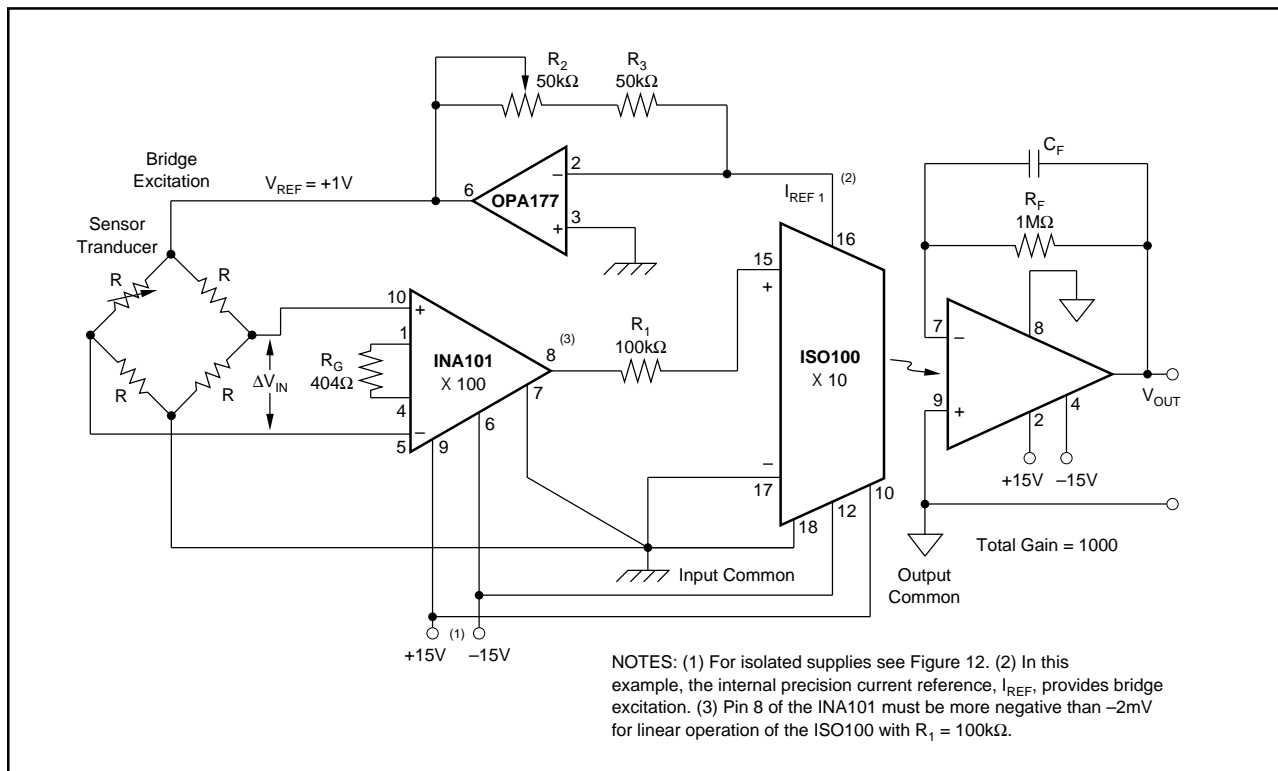 R2
50kΩ
R3
50kΩ
Bridge
Excitation
VREF = +1V
6
2
–
OPA177
3
+
IREF 1
(2)
16
CF
RF
1MΩ
Sensor
Tranducer
R
R
R
R
ΔVIN
10
+
1
RG
404Ω
4
–
5
INA101
X 100
8
(3)
7
6
9
R1
100kΩ
15
+
ISO100
X 10
–
17
18
12
10
7
–
8
9
+
2
4
+15V
–15V
VOUT
Total Gain = 1000
Input Common
Output
Common
+15V
(1)
–15V
NOTES: (1) For isolated supplies see Figure 12. (2) In this
example, the internal precision current reference, IREF, provides bridge
excitation. (3) Pin 8 of the INA101 must be more negative than –2mV
for linear operation of the ISO100 with R1 = 100kΩ.